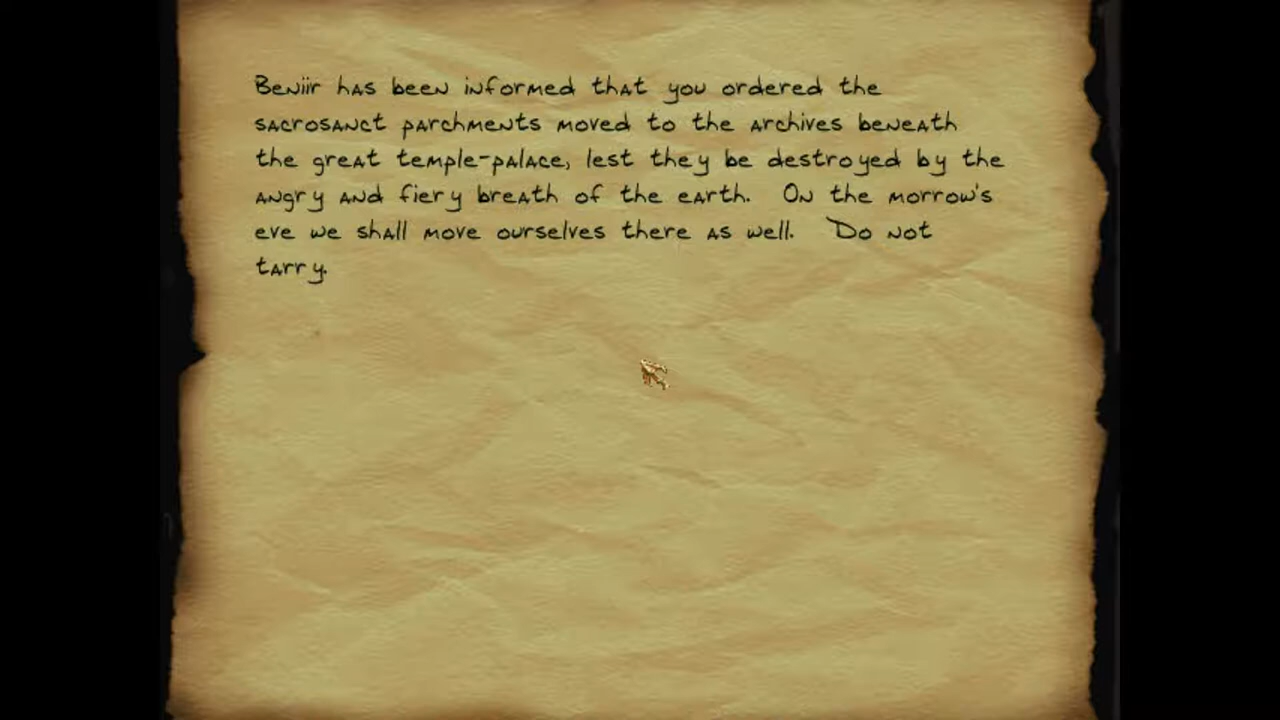 Beniir has been informed that you ordered the
sacrosanct parchments moved to the archives beneath
the great temple-palace, lest they be destroyed by the
angry and fiery breath of the earth.  On the morrow's
eve we shall move ourselves there as well.  Do not
tarry.